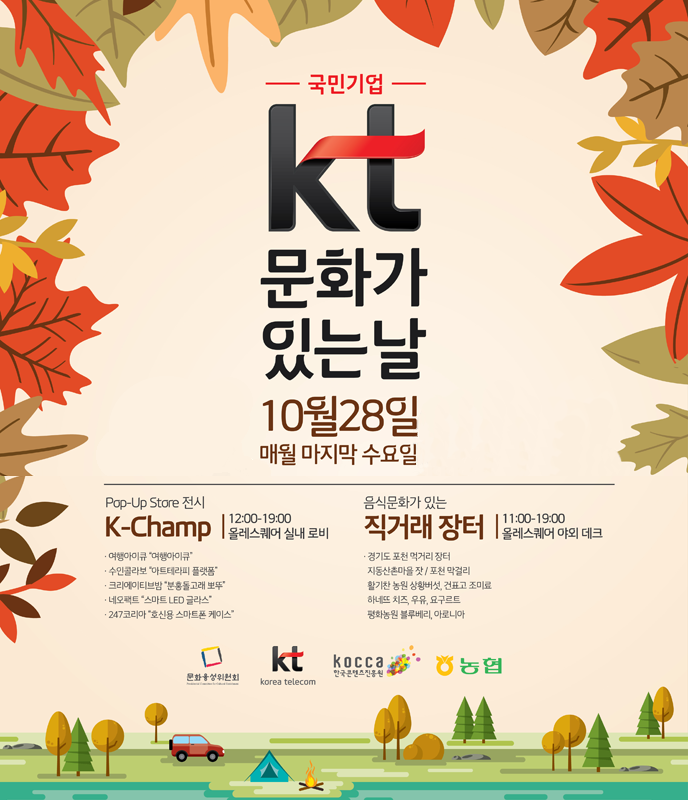 국민기업
kt
문화가
있는날
10월28일
매월 마지막 수요일
Pop-Up Store 전시
K-Champ
12:00-19:00
올레스퀘어 실내 로비
· 여행아이큐 "여행아이큐"
· 수인콜라보 "아트테라피 플랫폼"
· 크리에이티브밤 "분홍돌고래 뽀뚜"
· 네오팩트 "스마트 LED 글라스"
· 247코리아 "호신용 스마트폰 케이스"
음식문화가 있는
직거래 장터
11:00-19:00
올레스퀘어 야외 데크
· 경기도 포천 먹거리 장터
지동산촌마을 잣 / 포천 막걸리
활기찬 농원 상황버섯, 건표고 조미료
하네뜨 치즈, 우유, 요구르트
평화농원 블루베리, 아로니아
문화융성위원회
kt
korea telecom
kocca
한국콘텐츠진흥원
농협